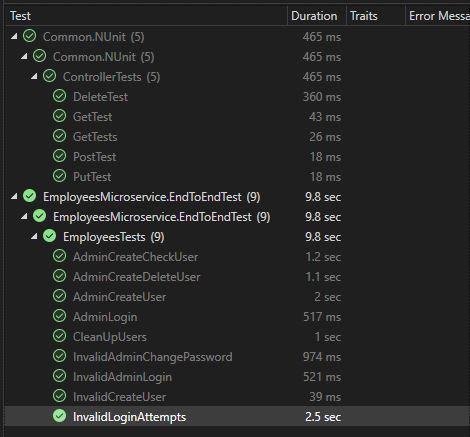 Test Duration Traits Error Messa
Common.NUnit (5) 465 ms
Common.NUnit (5) 465 ms
ControllerTests (5) 465 ms
DeleteTest 360 ms
GetTest 43 ms
GetTests 26 ms
PostTest 18 ms
PutTest 18 ms
EmployeesMicroservice.EndToEndTest (9) 9.8 sec
EmployeesMicroservice.EndToEndTest (9) 9.8 sec
EmployeesTests (9) 9.8 sec
AdminCreateCheckUser 1.2 sec
AdminCreateDeleteUser 1.1 sec
AdminCreateUser 2 sec
AdminLogin 517 ms
CleanUpUsers 1 sec
InvalidAdminChangePassword 974 ms
InvalidAdminLogin 521 ms
InvalidCreateUser 39 ms
InvalidLoginAttempts 2.5 sec